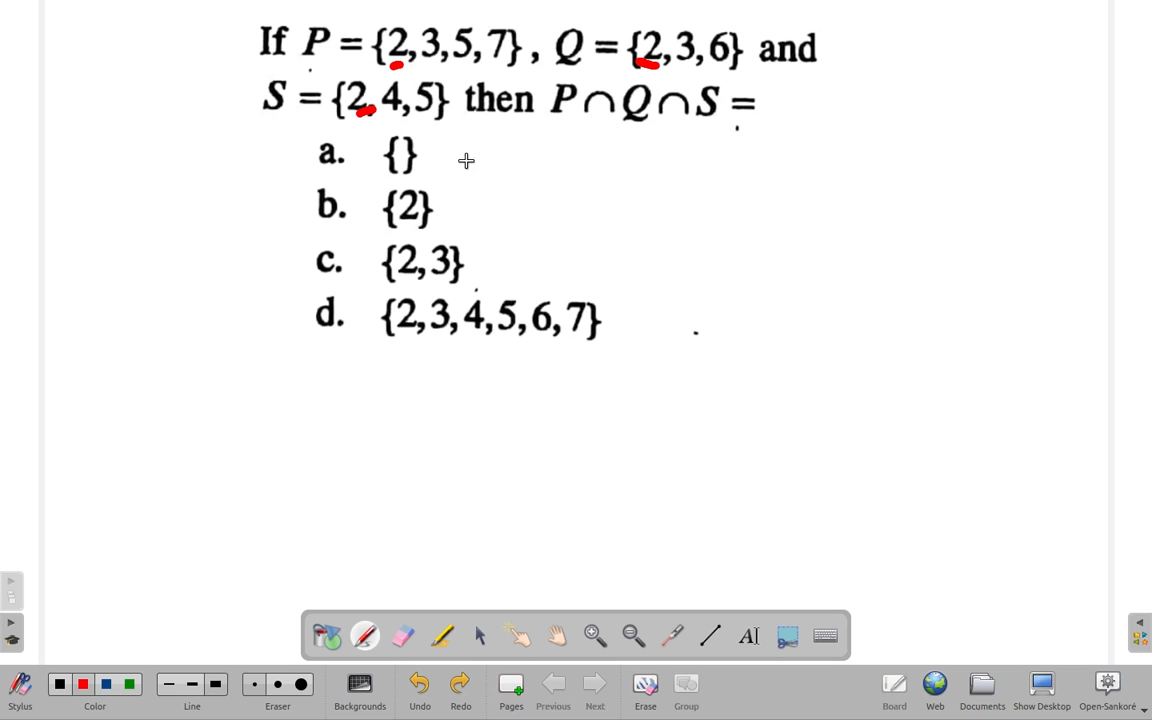 If P = {2,3,5,7} , Q = {2,3,6} and
S = {2,4,5} then P∩Q∩S =
a. {}
b. {2}
c. {2,3}
d. {2,3,4,5,6,7}
Stylus Color Line Eraser Backgrounds Undo Redo Pages Previous Next Erase Group Board Web Documents Show Desktop Open-Sankoré